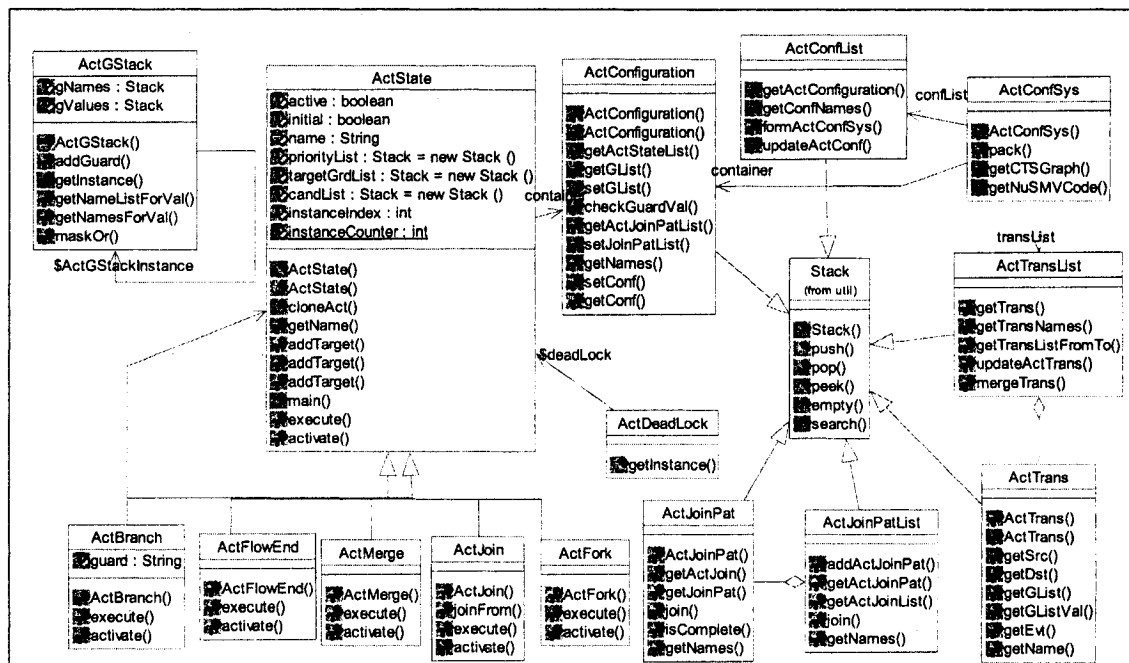 ActGStack
gNames : Stack
gValues : Stack
ActGStack()
addGuard()
getInstance()
getNameListForVal()
getNamesForVal()
maskOr()
$ActGStackInstance
ActState
active : boolean
initial : boolean
name : String
priorityList : Stack = new Stack ()
targetGrdList : Stack = new Stack ()
candList : Stack = new Stack ()
instanceIndex : int
instanceCounter : int
ActState()
ActState()
cloneAct()
getName()
addTarget()
addTarget()
addTarget()
main()
execute()
activate()
ActConfiguration
ActConfiguration()
ActConfiguration()
getActStateList()
getGList()
setGList()
checkGuardVal()
getActJoinPatList()
setJoinPatList()
getNames()
setConf()
getConf()
ActConfList
getActConfiguration()
getConfNames()
formActConfSys()
updateActConf()
confList
container
ActConfSys
ActConfSys()
pack()
getCTSGraph()
getNuSMVCode()
Stack
(from util)
Stack()
push()
pop()
peek()
empty()
search()
transList
ActTransList
getTrans()
getTransNames()
getTransListFromTo()
updateActTrans()
mergeTrans()
$deadLock
ActDeadLock
getInstance()
ActBranch
guard : String
ActBranch()
execute()
activate()
ActFlowEnd
ActFlowEnd()
execute()
activate()
ActMerge
ActMerge()
execute()
activate()
ActJoin
ActJoin()
joinFrom()
execute()
activate()
ActFork
ActFork()
execute()
activate()
ActJoinPat
ActJoinPat()
getActJoin()
getJoinPat()
join()
isComplete()
getNames()
ActJoinPatList
addActJoinPat()
getActJoinPat()
getActJoinList()
join()
getNames()
ActTrans
ActTrans()
ActTrans()
getSrc()
getDst()
getGList()
getGListVal()
getEvt()
getName()